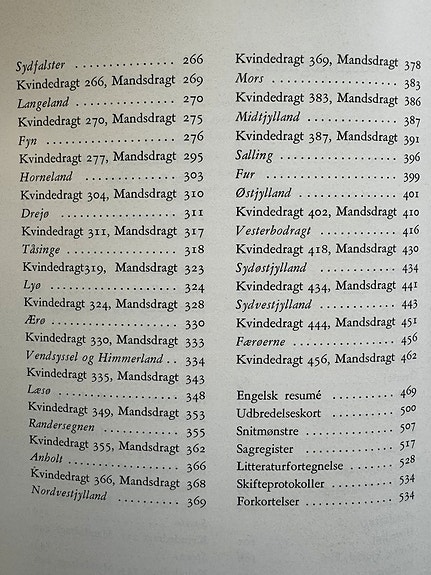 Sydfalster . . . . . . . . . . . . . . . 266
Kvindedragt 266, Mandsdragt 269
Langeland . . . . . . . . . . . . . . . 270
Kvindedragt 270, Mandsdragt 275
Fyn . . . . . . . . . . . . . . . . . . . . . 276
Kvindedragt 277, Mandsdragt 295
Horneland . . . . . . . . . . . . . . . 303
Kvindedragt 304, Mandsdragt 310
Drejø . . . . . . . . . . . . . . . . . . . 311
Kvindedragt 311, Mandsdragt 317
Tåsinge . . . . . . . . . . . . . . . . . 318
Kvindedragt319, Mandsdragt 323
Lyø . . . . . . . . . . . . . . . . . . . . 324
Kvindedragt 324, Mandsdragt 328
Ærø . . . . . . . . . . . . . . . . . . . . 330
Kvindedragt 330, Mandsdragt 333
Vendsyssel og Himmerland . . 334
Kvindedragt 335, Mandsdragt 343
Læsø . . . . . . . . . . . . . . . . . . . 348
Kvindedragt 349, Mandsdragt 353
Randersegnen . . . . . . . . . . . . 355
Kvindedragt 355, Mandsdragt 362
Anholt . . . . . . . . . . . . . . . . . . 366
Kvindedragt 366, Mandsdragt 368
Nordvestjylland . . . . . . . . . . 369
Kvindedragt 369, Mandsdragt 378
Mors . . . . . . . . . . . . . . . . . . . 383
Kvindedragt 383, Mandsdragt 386
Midtjylland . . . . . . . . . . . . . . 387
Kvindedragt 387, Mandsdragt 391
Salling . . . . . . . . . . . . . . . . . . 396
Fur . . . . . . . . . . . . . . . . . . . . 399
Østjylland . . . . . . . . . . . . . . . 401
Kvindedragt 402, Mandsdragt 410
Vesterbodragt . . . . . . . . . . . . 416
Kvindedragt 418, Mandsdragt 430
Sydøstjylland . . . . . . . . . . . . . 434
Kvindedragt 434, Mandsdragt 441
Sydvestjylland . . . . . . . . . . . . 443
Kvindedragt 444, Mandsdragt 451
Færøerne . . . . . . . . . . . . . . . . 456
Kvindedragt 456, Mandsdragt 462
Engelsk resumé . . . . . . . . . . . 469
Udbredelseskort . . . . . . . . . . . 500
Snitmønstre . . . . . . . . . . . . . . 507
Sagregister . . . . . . . . . . . . . . . 517
Litteraturfortegnelse . . . . . . . 528
Skifteprotokoller . . . . . . . . . . 534
Forkortelser . . . . . . . . . . . . . . 534